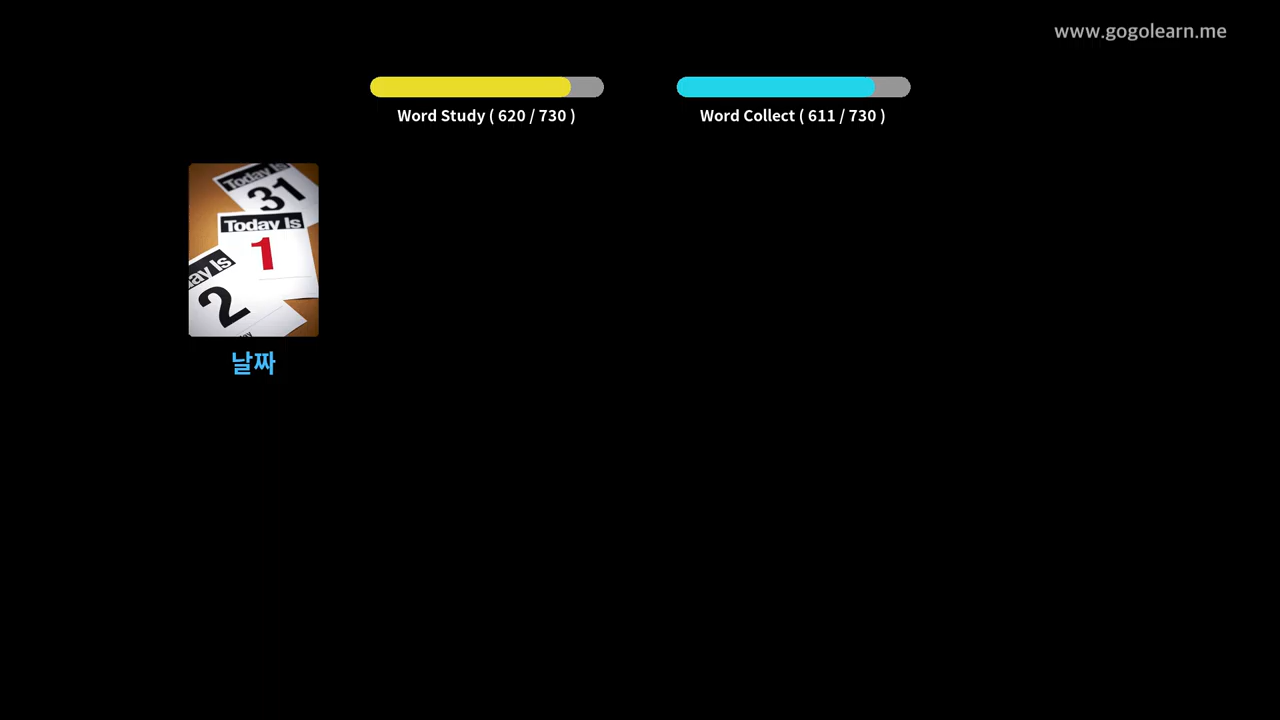 www.gogolearn.me
Word Study ( 620 / 730 )
Word Collect ( 611 / 730 )
Today Is
31
Today Is
1
ay Is
2
날짜